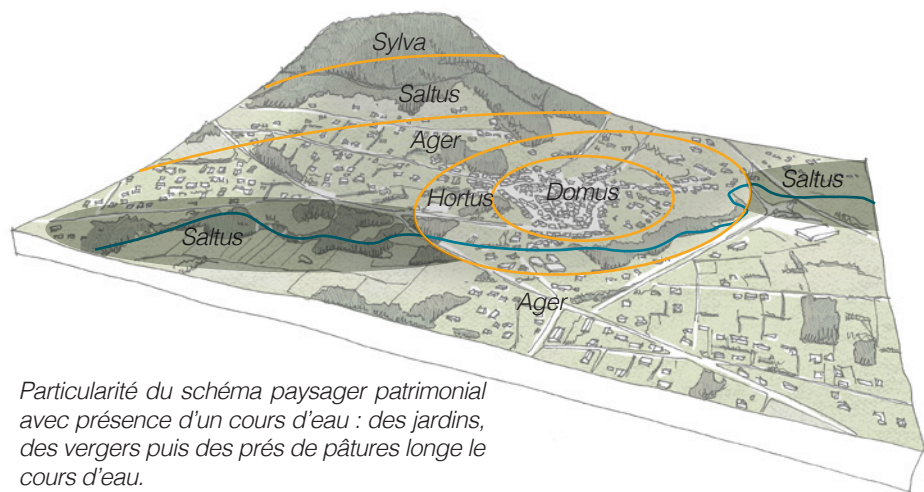 Sylva
Saltus
Ager
Hortus
Domus
Saltus
Saltus
Ager
Particularité du schéma paysager patrimonial
avec présence d'un cours d'eau : des jardins,
des vergers puis des prés de pâtures longe le
cours d'eau.